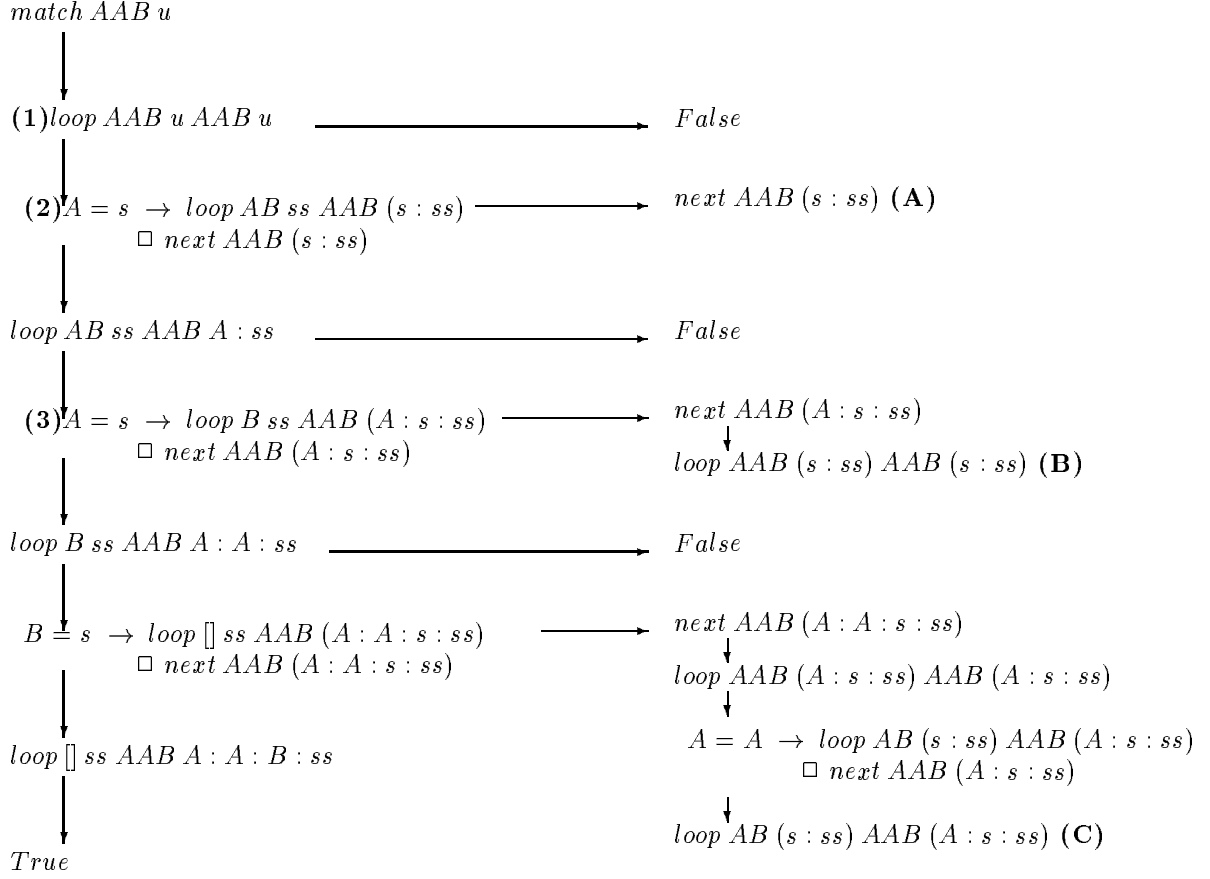 match AAB u
(1)loop AAB u AAB u False
(2)A = s → loop AB ss AAB (s : ss) next AAB (s : ss) (A)
□ next AAB (s : ss)
loop AB ss AAB A : ss False
(3)A = s → loop B ss AAB (A : s : ss) next AAB (A : s : ss)
□ next AAB (A : s : ss)
loop AAB (s : ss) AAB (s : ss) (B)
loop B ss AAB A : A : ss False
B = s → loop [] ss AAB (A : A : s : ss) next AAB (A : A : s : ss)
□ next AAB (A : A : s : ss)
loop AAB (A : s : ss) AAB (A : s : ss)
loop [] ss AAB A : A : B : ss A = A → loop AB (s : ss) AAB (A : s : ss)
□ next AAB (A : s : ss)
loop AB (s : ss) AAB (A : s : ss) (C)
True